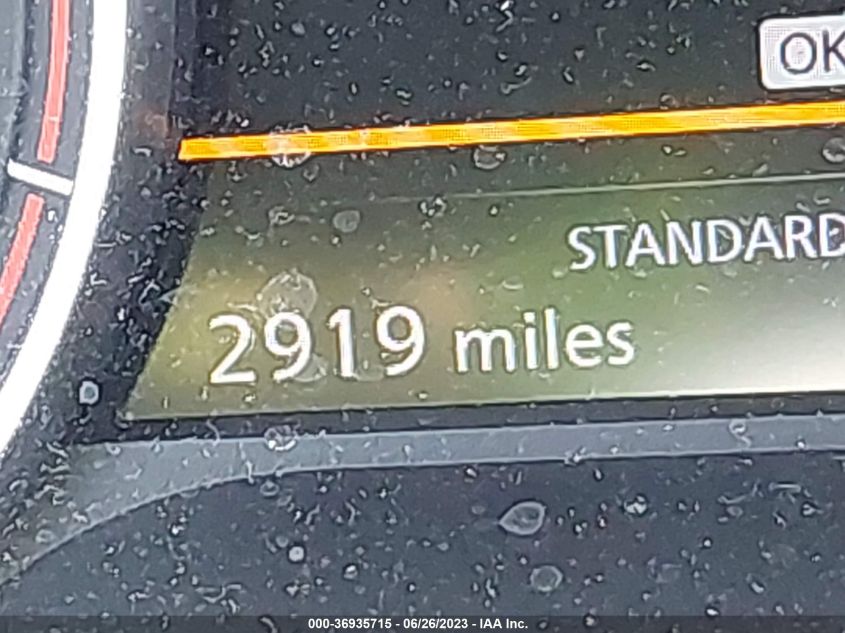 OK
STANDARD
2919 miles
000-36935715 - 06/26/2023 - IAA Inc.